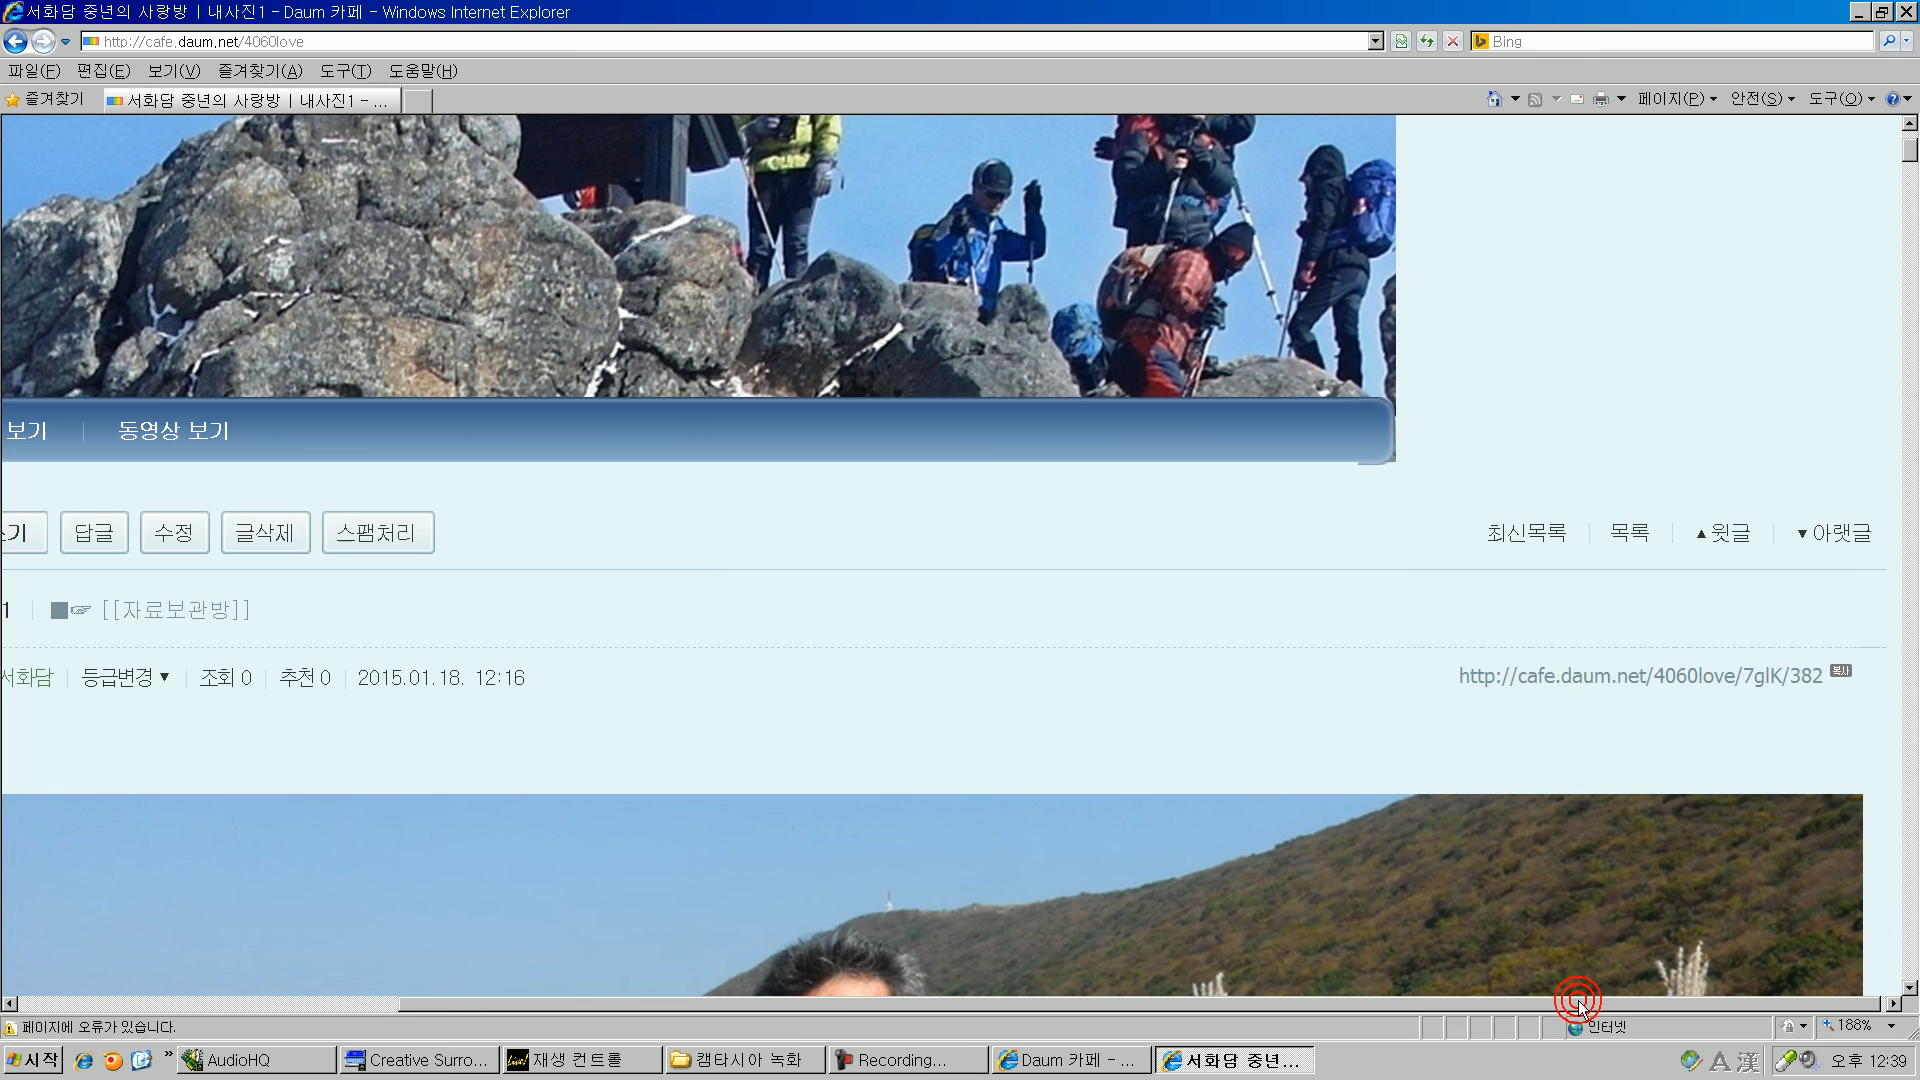 서화담 중년의 사랑방 | 내사진1 - Daum 카페 - Windows Internet Explorer
http://cafe.daum.net/4060love
Bing
파일(F) 편집(E) 보기(V) 즐겨찾기(A) 도구(T) 도움말(H)
즐겨찾기 서화담 중년의 사랑방 | 내사진1 - ... 페이지(P) 안전(S) 도구(O)
보기 동영상 보기
기 답글 수정 글삭제 스팸처리 최신목록 목록 ▲윗글 ▼아랫글
1 ■☞ [[자료보관방]]
서화담 등급변경▼ 조회 0 추천 0 2015.01.18. 12:16 http://cafe.daum.net/4060love/7glK/382 복사
페이지에 오류가 있습니다. 인터넷 188%
시작 » AudioHQ Creative Surro... Live! 재생 컨트롤 캠타시아 녹화 Recording... Daum 카페 - ... 서화담 중년... A 漢 오후 12:39